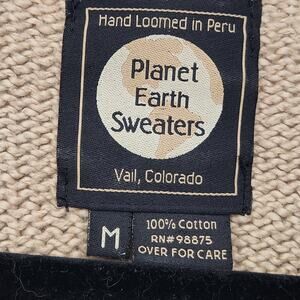 Hand Loomed in Peru
Planet
Earth
Sweaters
Vail, Colorado
M
100% Cotton
RN#98875
OVER FOR CARE